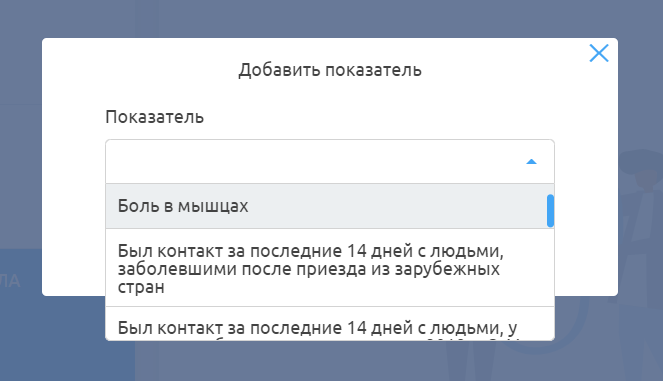 Добавить показатель
Показатель
Боль в мышцах
Был контакт за последние 14 дней с людьми,
заболевшими после приезда из зарубежных
стран
ЛА
Был контакт за последние 14 дней с людьми, у